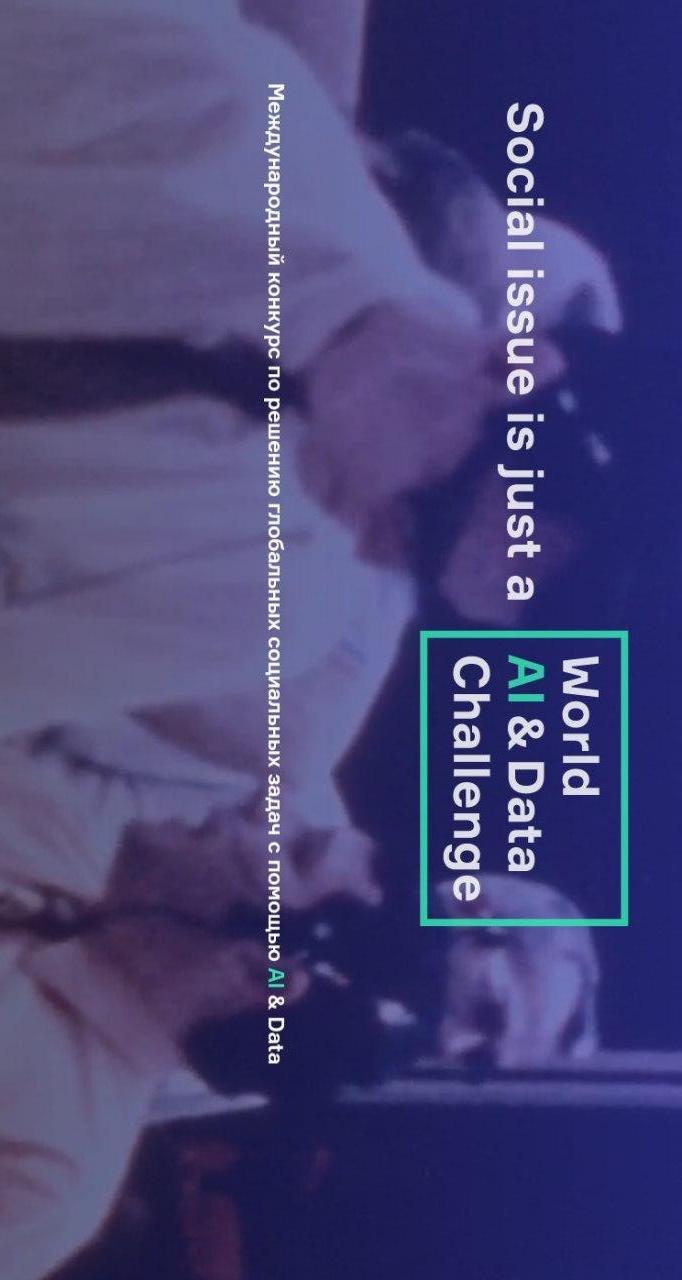 Social issue is just a
World
AI & Data
Challenge
Международный конкурс по решению глобальных социальных задач с помощью AI & Data